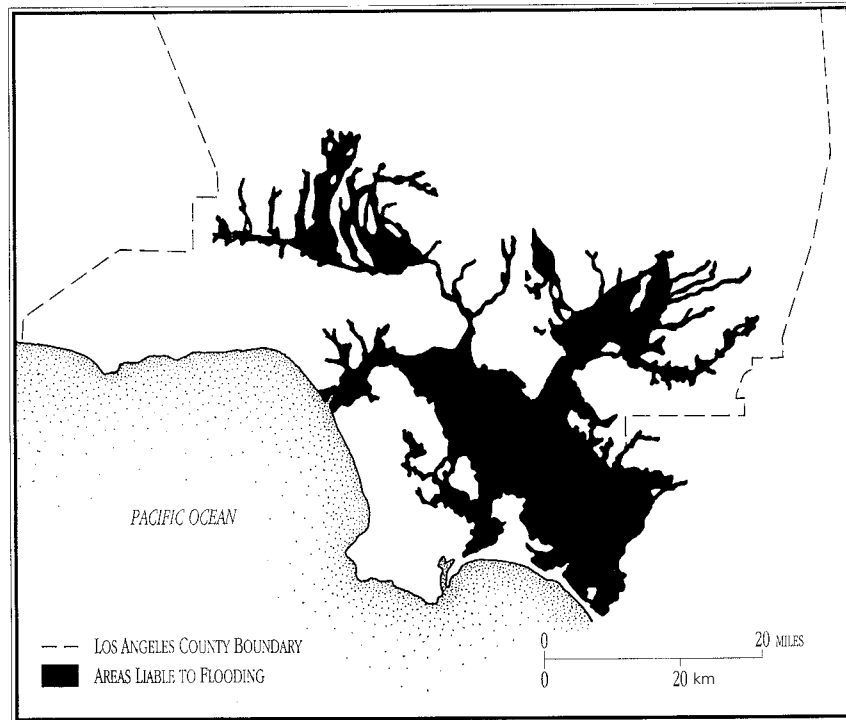 PACIFIC OCEAN
LOS ANGELES COUNTY BOUNDARY
AREAS LIABLE TO FLOODING
0 20 MILES
0 20 km